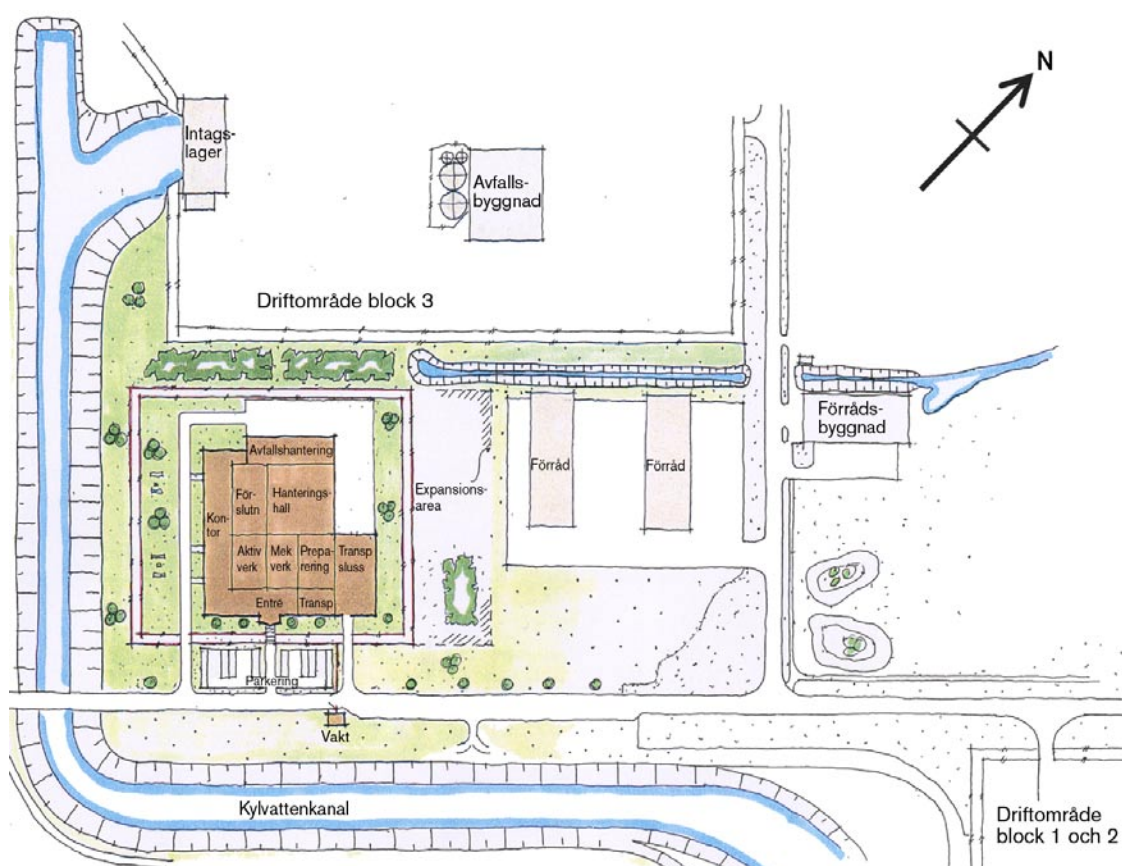 N
Intags-
lager
Avfalls-
byggnad
Driftområde block 3
Förråds-
byggnad
Avfallshantering
Förråd
Förråd
För-
slutn
Hanterings-
hall
Expansions-
area
Kon-
tor
Aktiv
verk
Mek
verk
Prepa-
rering
Transp
sluss
Entré
Transp
Parkering
Vakt
Kylvattenkanal
Driftområde
block 1 och 2